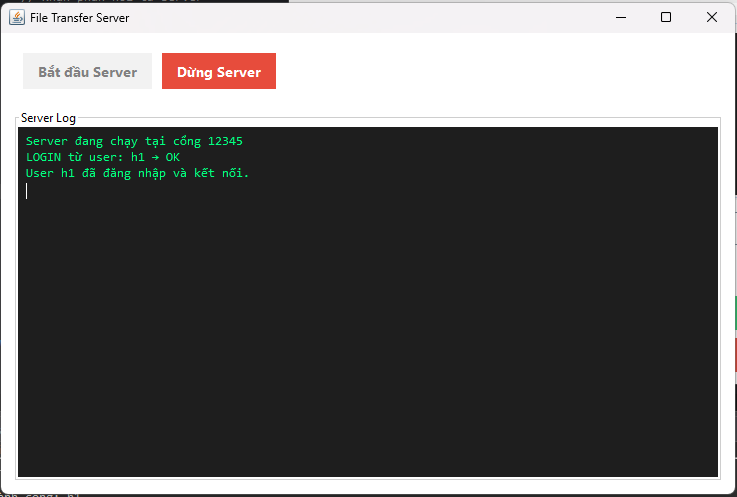 File Transfer Server
Bắt đầu Server
Dừng Server
Server Log
Server đang chạy tại cổng 12345
LOGIN từ user: h1 → OK
User h1 đã đăng nhập và kết nối.